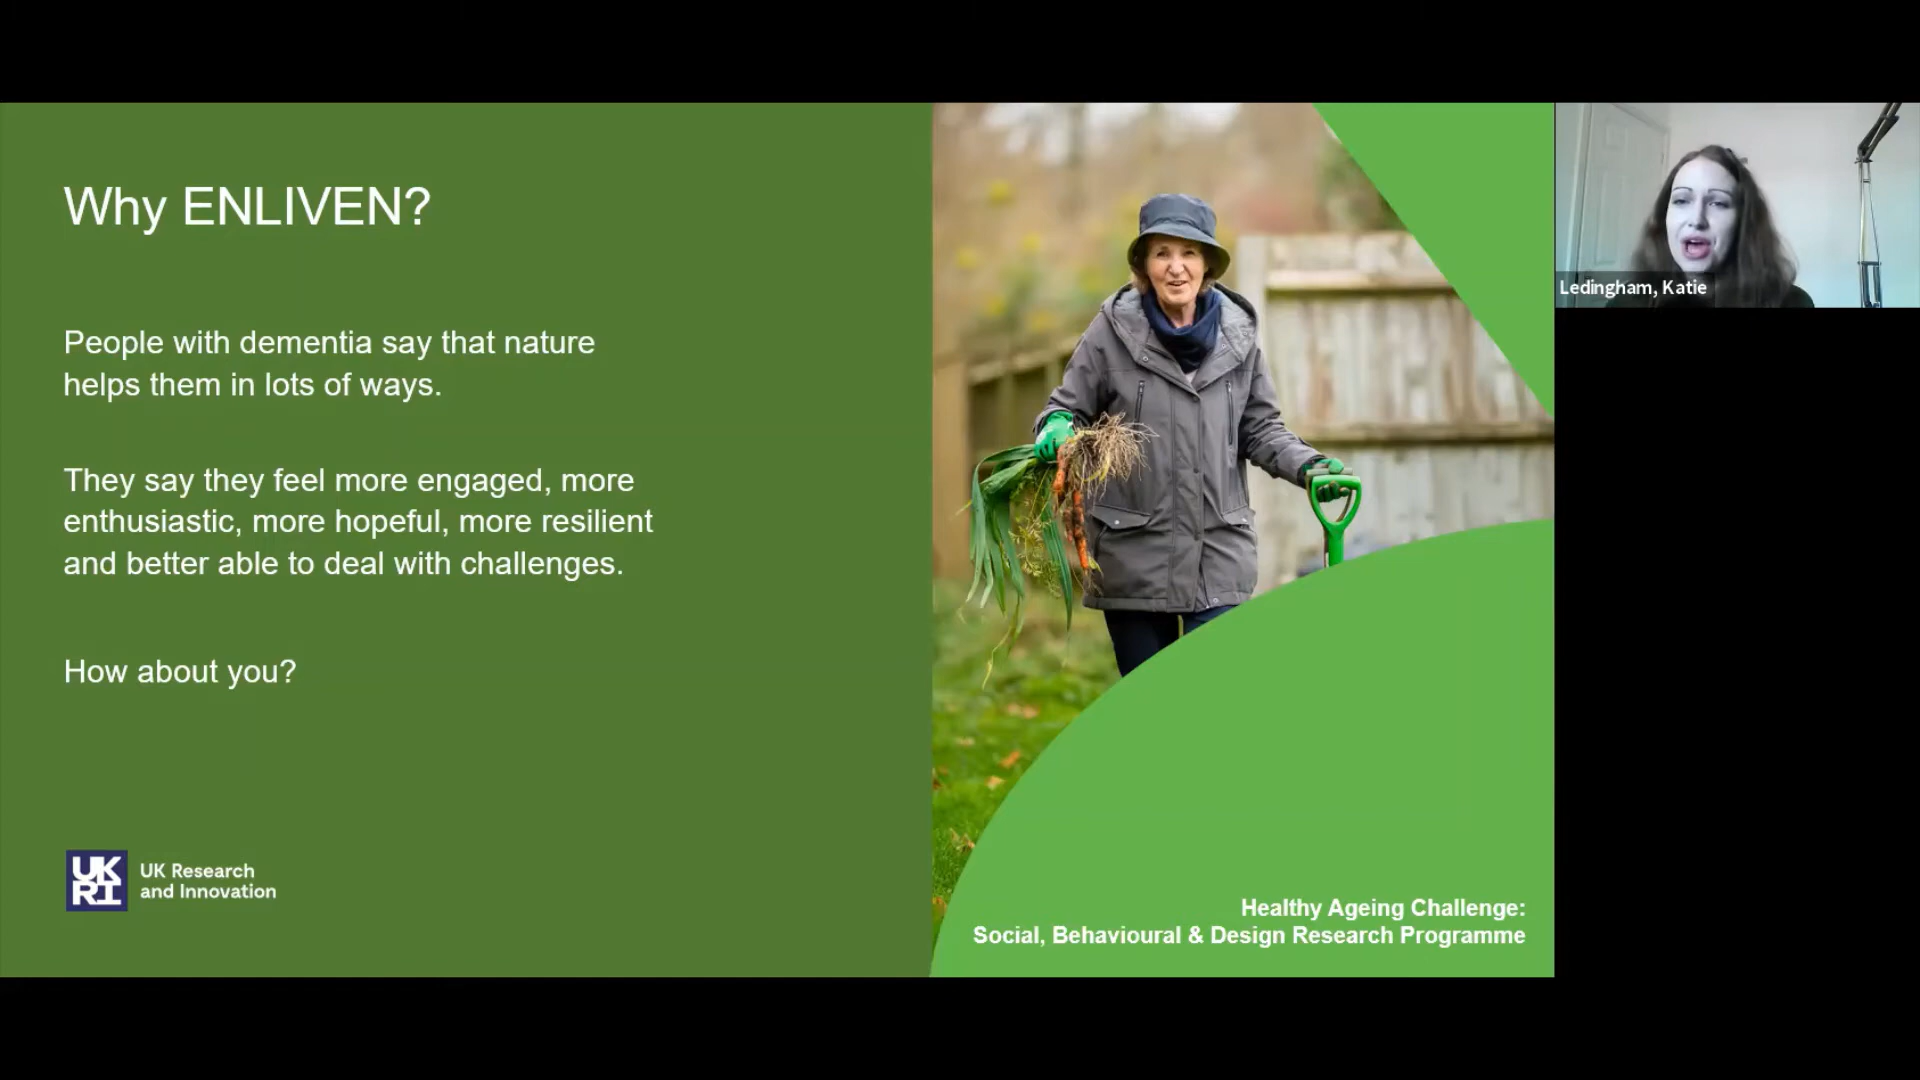 Why ENLIVEN?
People with dementia say that nature
helps them in lots of ways.
They say they feel more engaged, more
enthusiastic, more hopeful, more resilient
and better able to deal with challenges.
How about you?
UK
RI
UK Research
and Innovation
Healthy Ageing Challenge:
Social, Behavioural & Design Research Programme
Ledingham, Katie